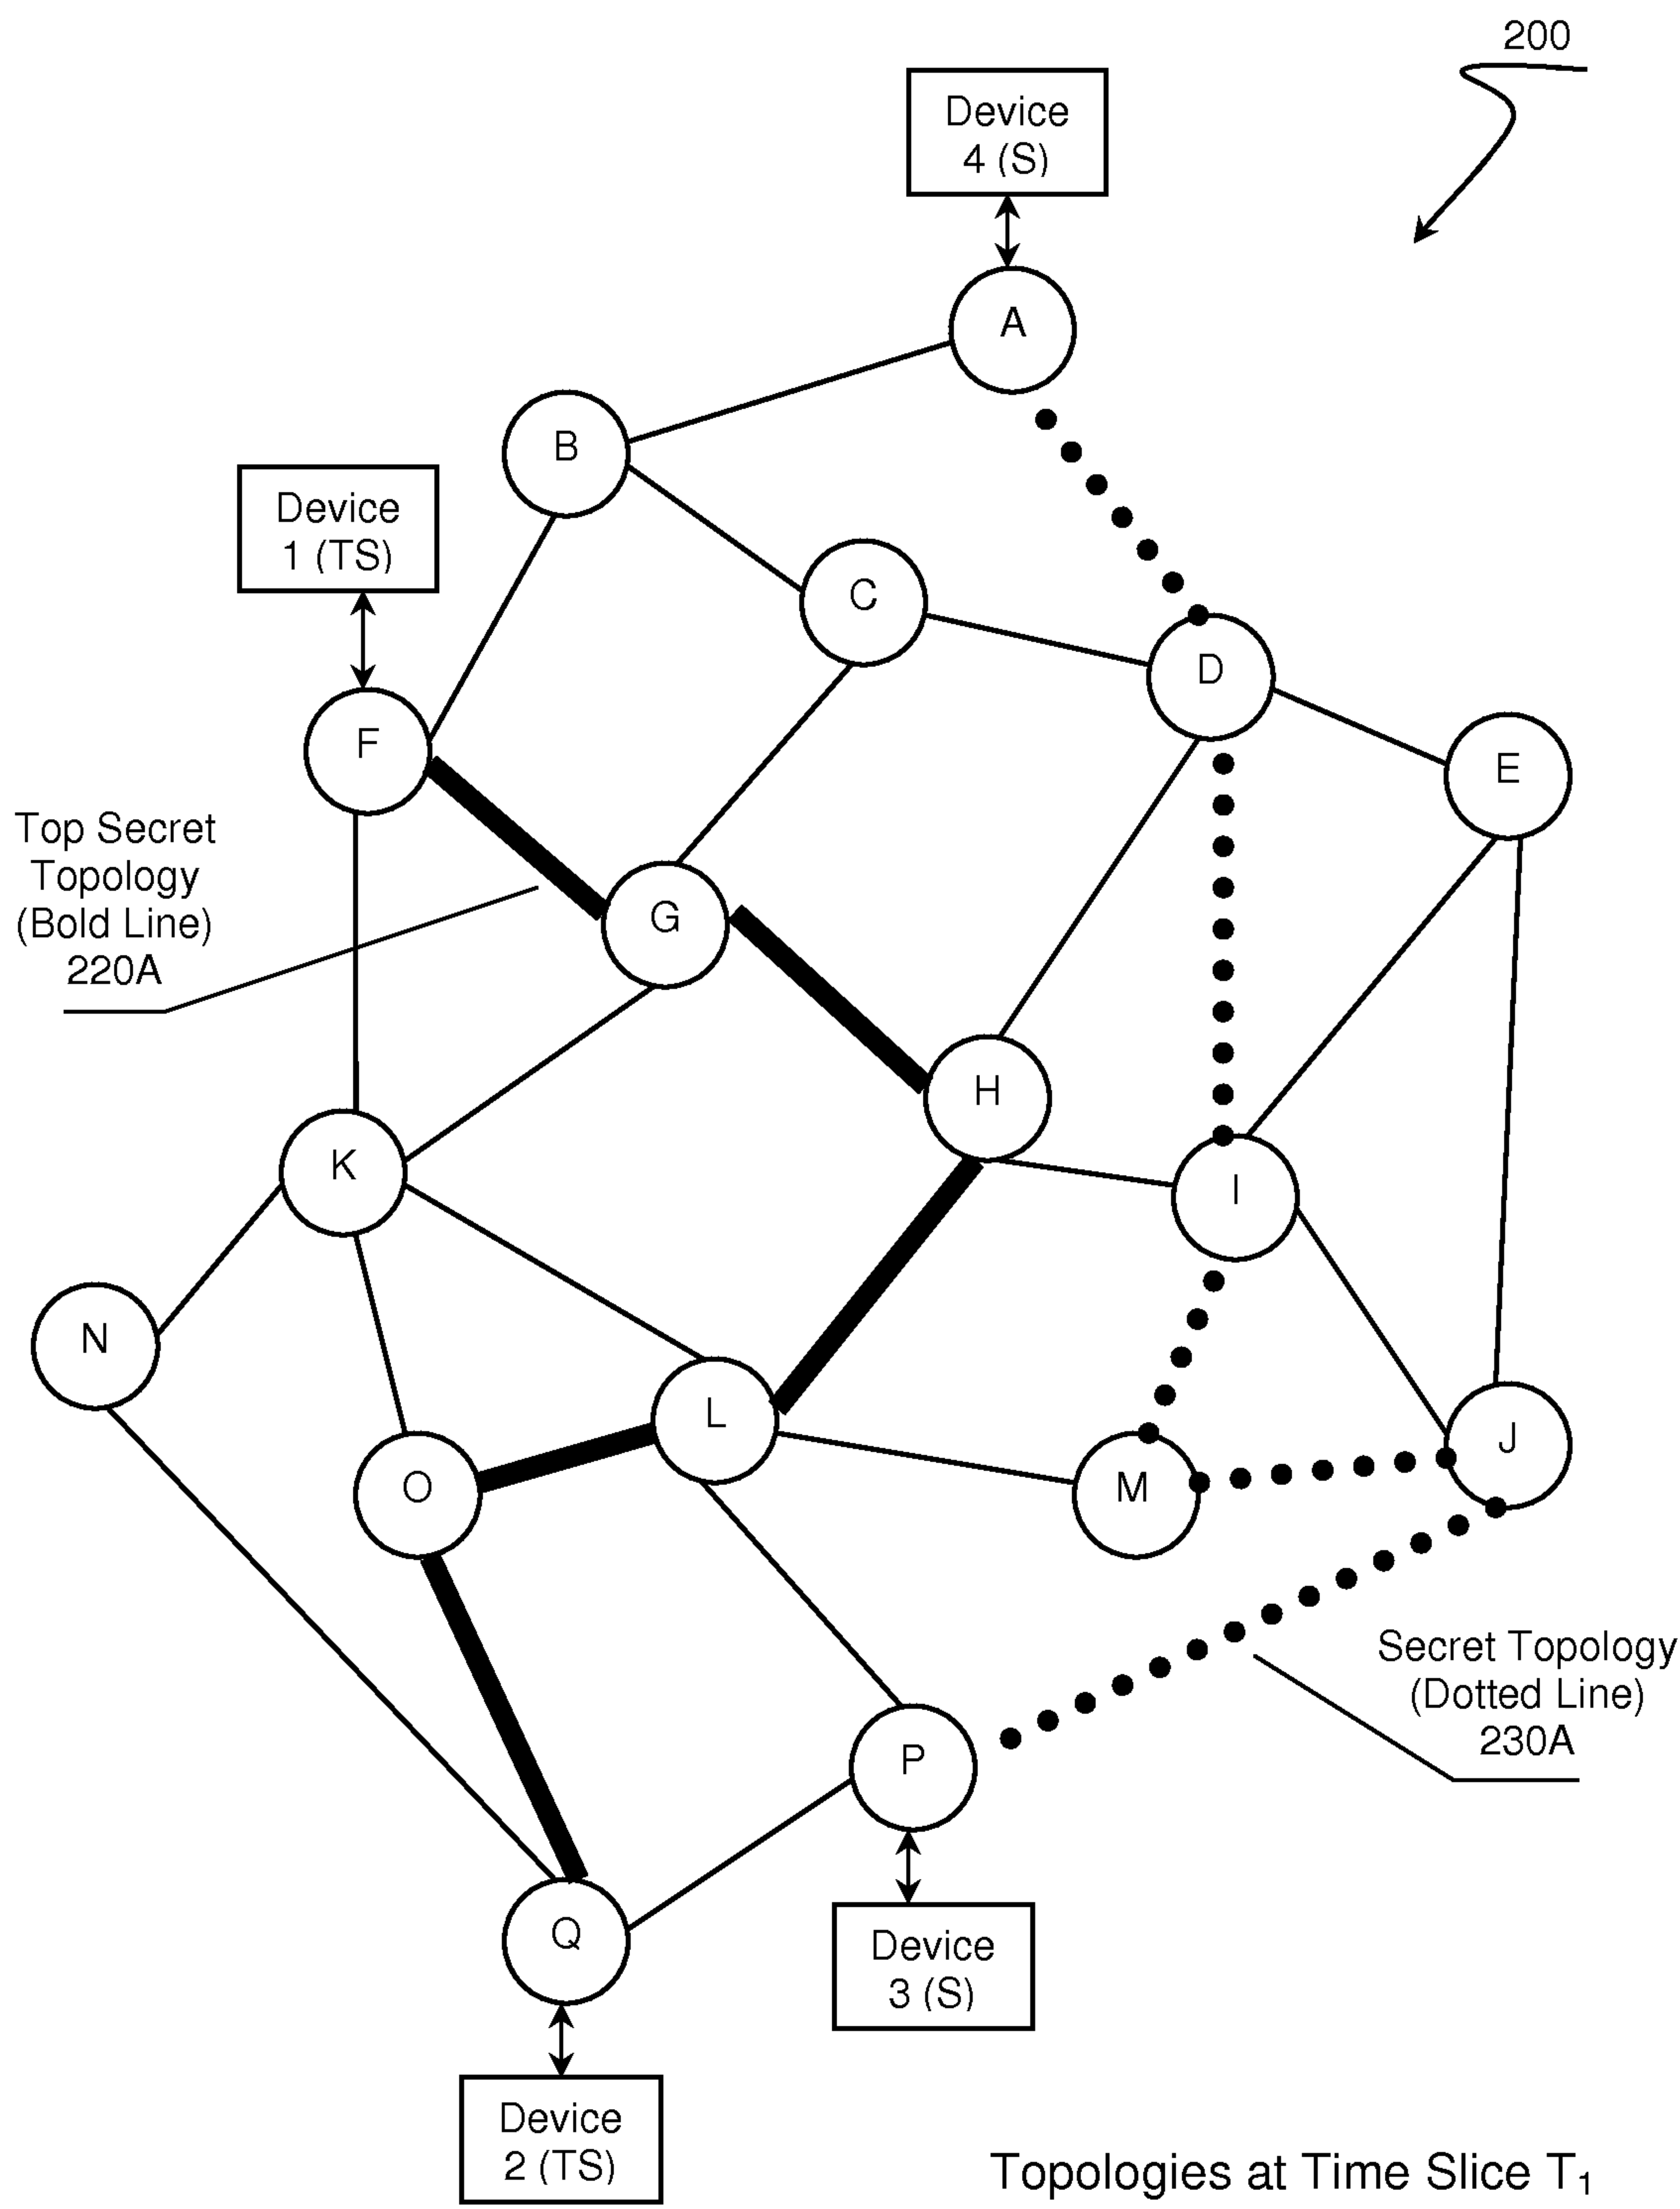 200
Device
4 (S)
A
B
Device
1 (TS)
C
D
F
E
Top Secret
Topology
(Bold Line)
220A
G
H
K
I
N
L
J
O
M
Secret Topology
(Dotted Line)
230A
P
Q
Device
3 (S)
Device
2 (TS)
Topologies at Time Slice T₁